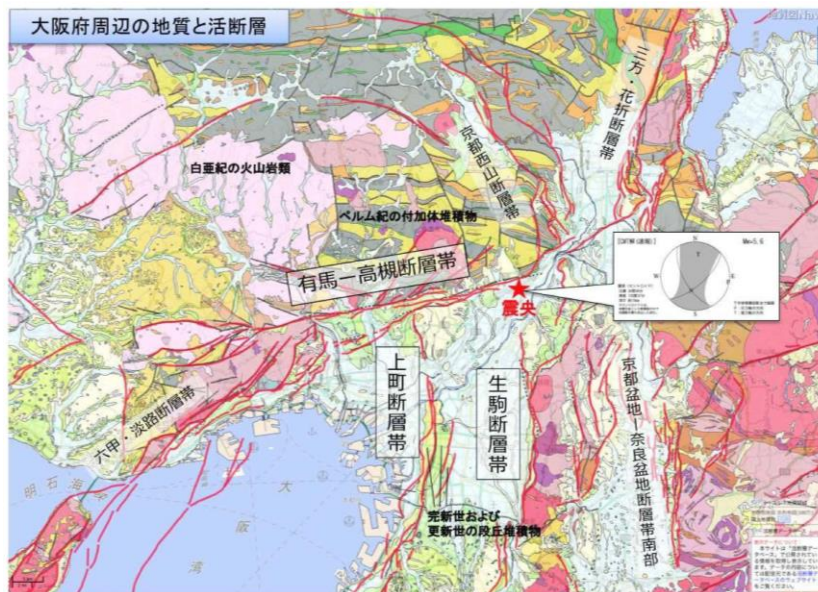 大阪府周辺の地質と活断層
三方・花折断層帯
京都西山断層帯
白亜紀の火山岩類
ペルム紀の付加体堆積物
有馬－高槻断層帯
震央
Mw=5.6
N
T
W
E
P
S
上町断層帯
生駒断層帯
京都盆地－奈良盆地断層帯南部
六甲・淡路断層帯
明石海
大
阪
湾
完新世および
更新世の段丘堆積物